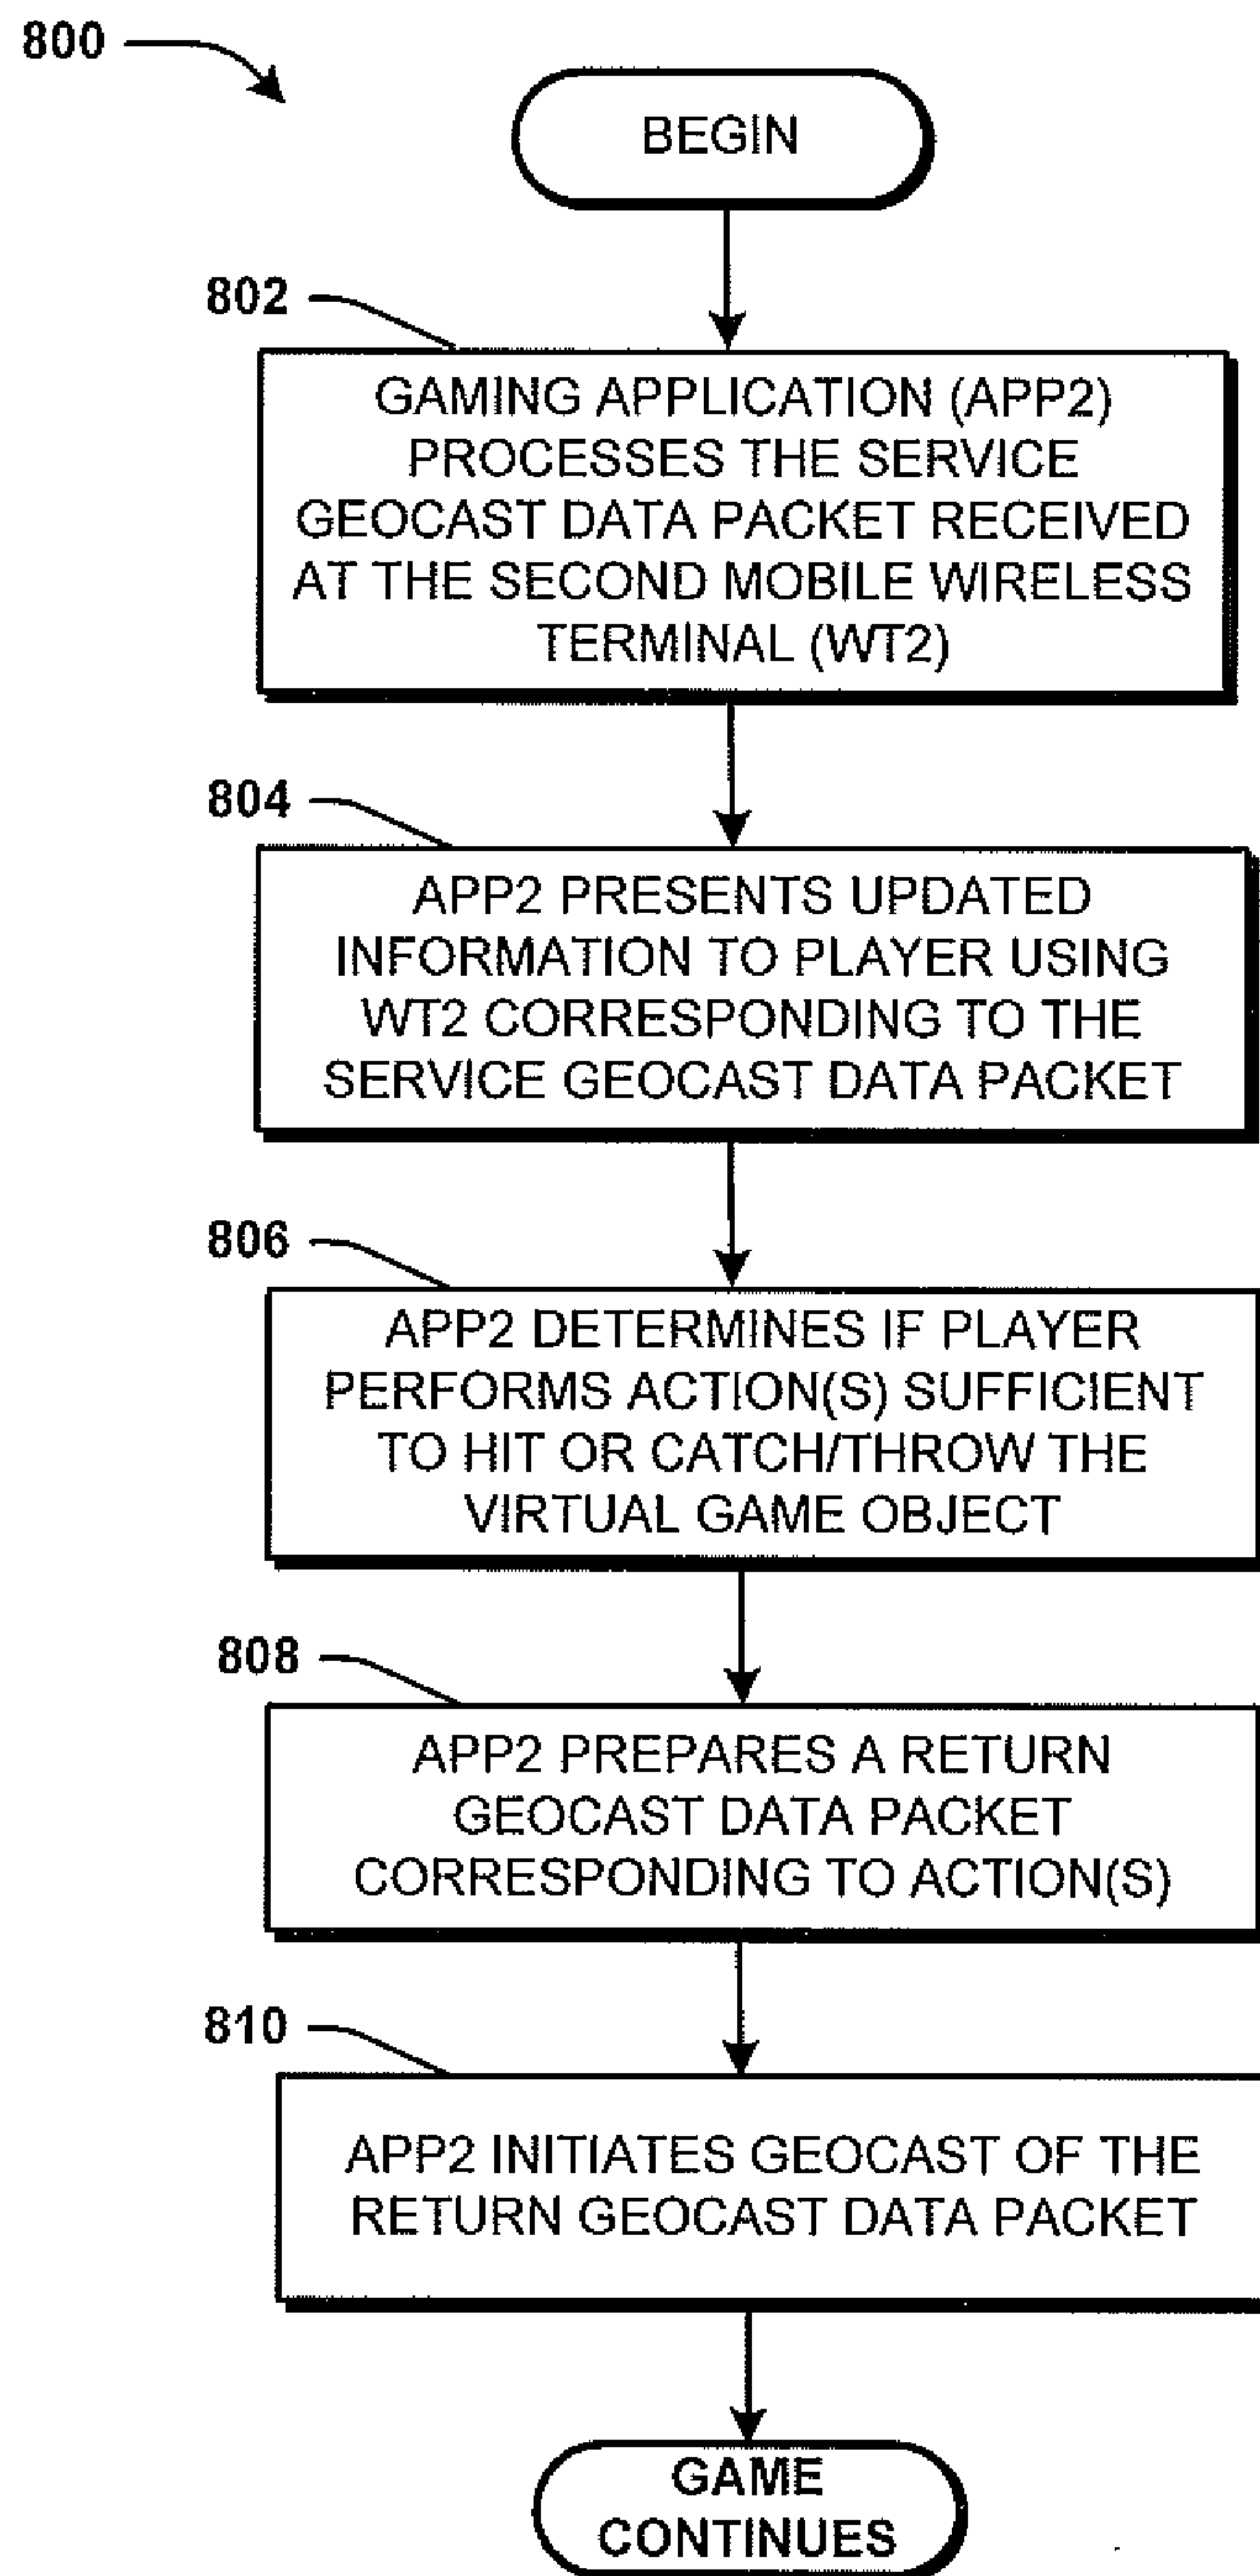 800
BEGIN
802
GAMING APPLICATION (APP2)
PROCESSES THE SERVICE
GEOCAST DATA PACKET RECEIVED
AT THE SECOND MOBILE WIRELESS
TERMINAL (WT2)
804
APP2 PRESENTS UPDATED
INFORMATION TO PLAYER USING
WT2 CORRESPONDING TO THE
SERVICE GEOCAST DATA PACKET
806
APP2 DETERMINES IF PLAYER
PERFORMS ACTION(S) SUFFICIENT
TO HIT OR CATCH/THROW THE
VIRTUAL GAME OBJECT
808
APP2 PREPARES A RETURN
GEOCAST DATA PACKET
CORRESPONDING TO ACTION(S)
810
APP2 INITIATES GEOCAST OF THE
RETURN GEOCAST DATA PACKET
GAME
CONTINUES